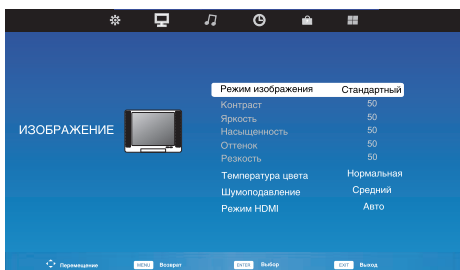 Режим изображения Стандартный
Контраст 50
Яркость 50
Насыщенность 50
Оттенок 50
Резкость 50
ИЗОБРАЖЕНИЕ
Температура цвета Нормальная
Шумоподавление Средний
Режим HDMI Авто
Перемещение MENU Возврат ENTER Выбор EXIT Выход